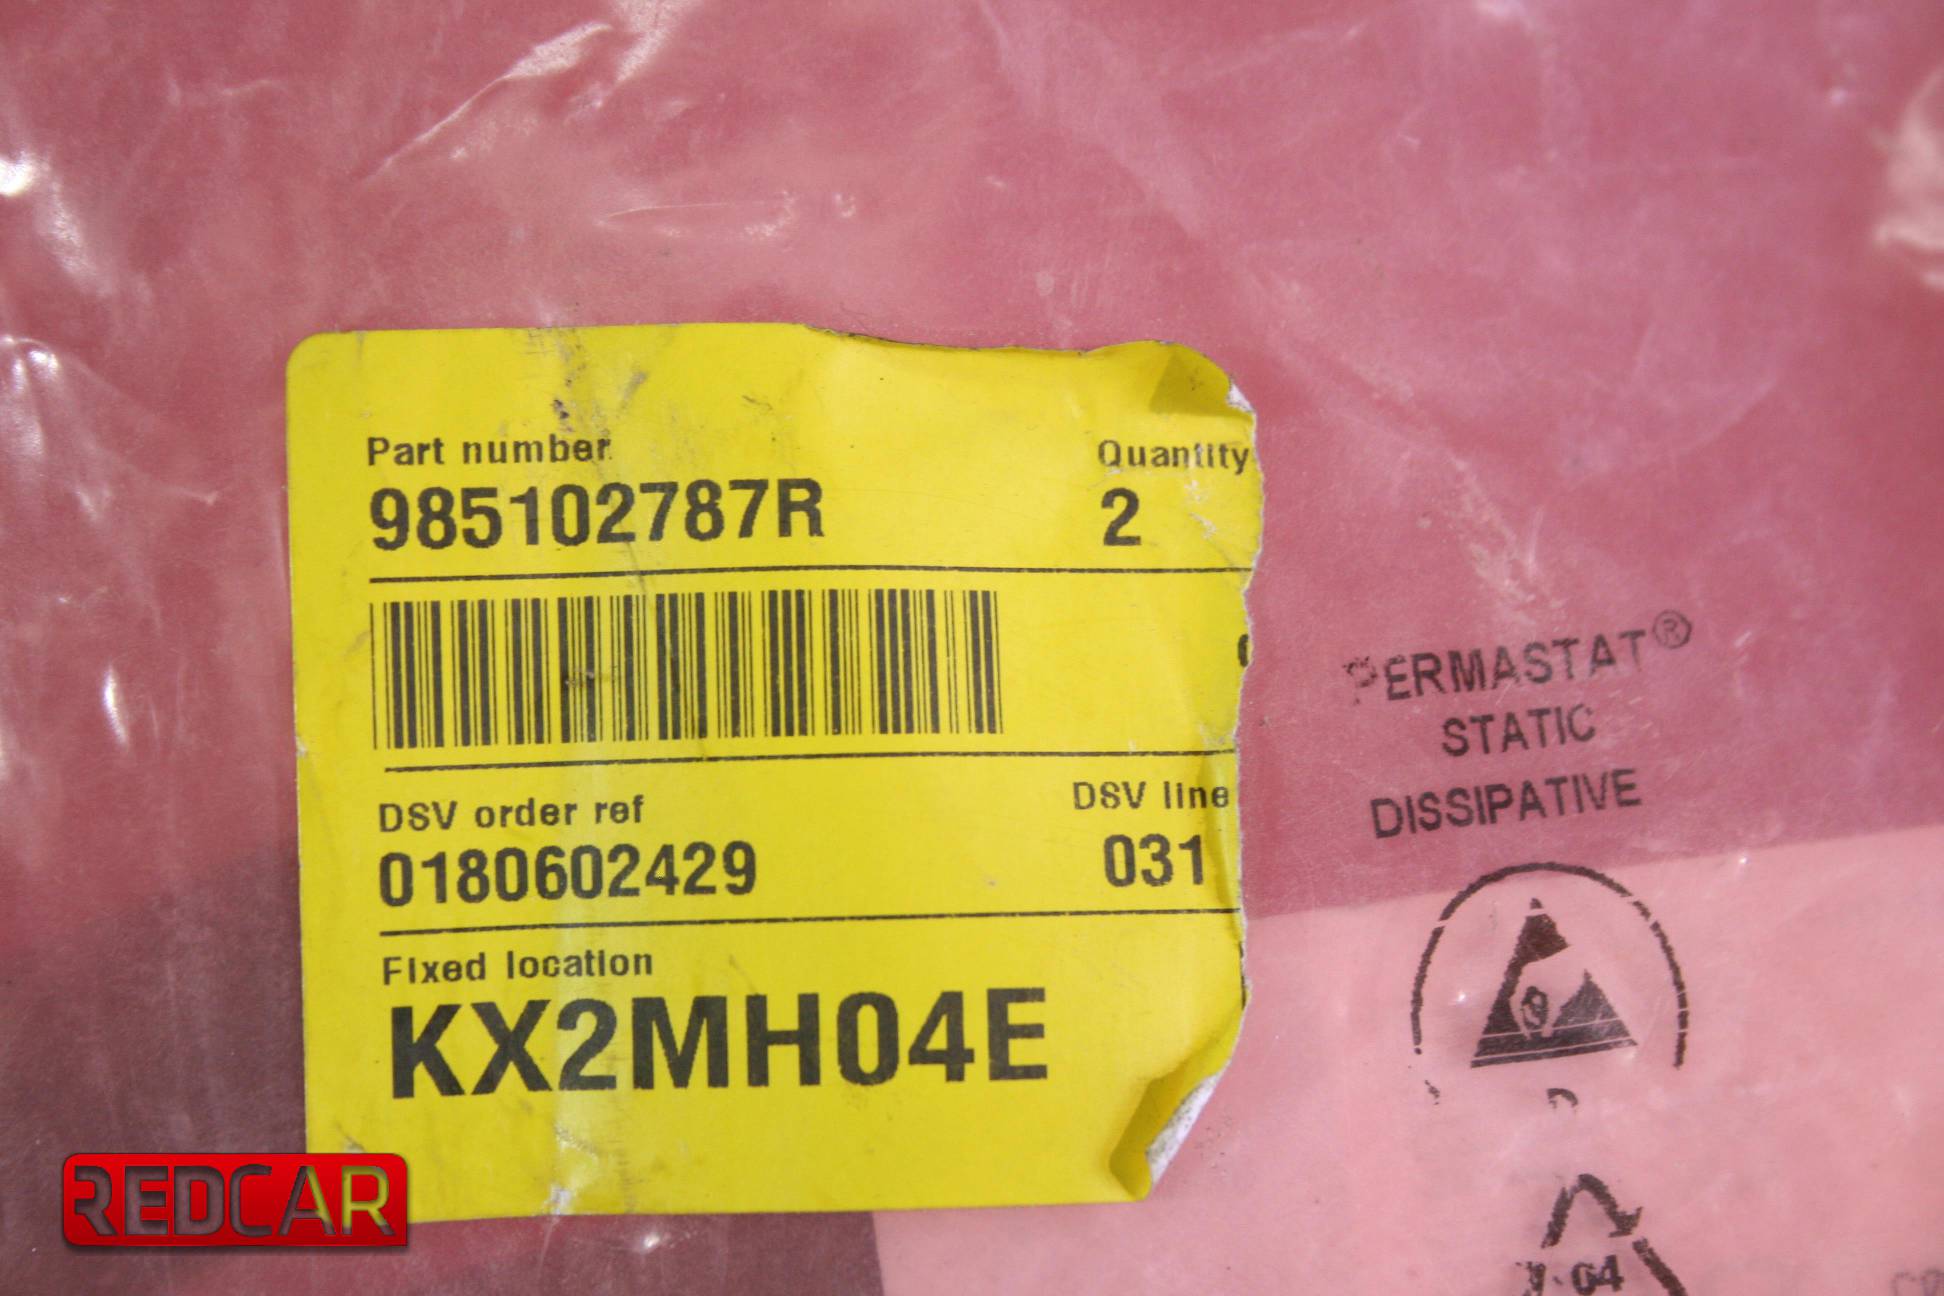 Part number
Quantity
985102787R
2
DSV order ref
DSV line
0180602429
031
Fixed location
KX2MH04E
PERMASTAT®
STATIC
DISSIPATIVE
04
REDCAR